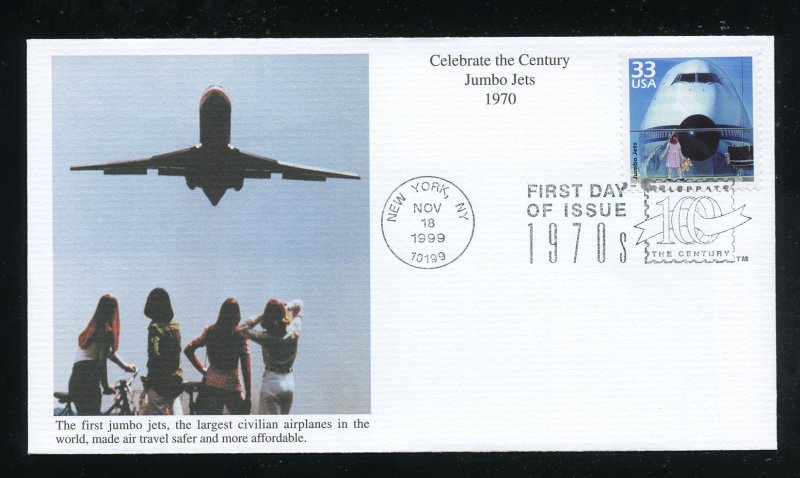 Celebrate the Century
Jumbo Jets
1970
33
USA
Jumbo Jets
NEW YORK, NY
NOV
18
1999
10199
FIRST DAY
OF ISSUE
1970s
CELEBRATE
100
THE CENTURY
TM
The first jumbo jets, the largest civilian airplanes in the
world, made air travel safer and more affordable.